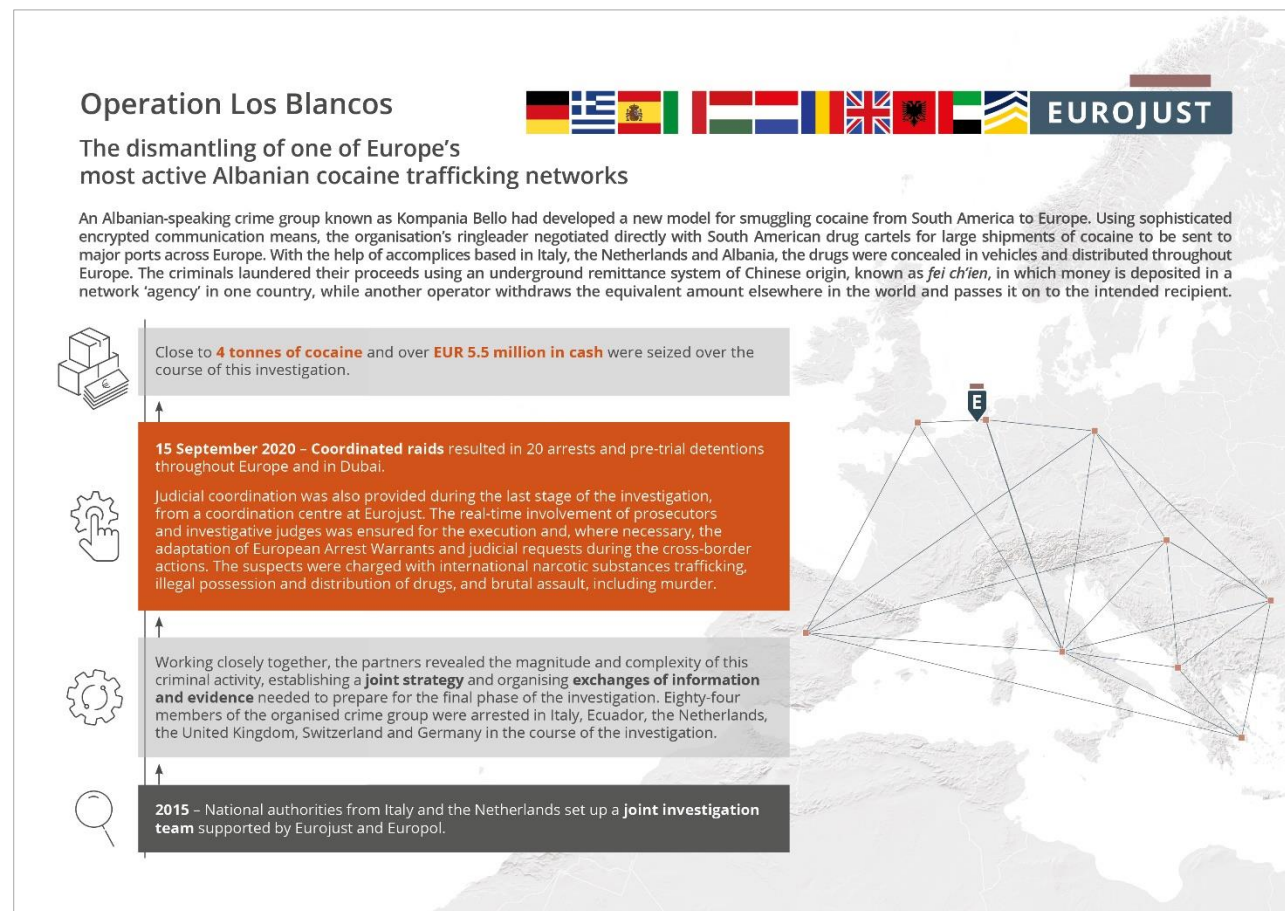 Operation Los Blancos
EUROJUST
The dismantling of one of Europe's
most active Albanian cocaine trafficking networks
An Albanian-speaking crime group known as Kompania Bello had developed a new model for smuggling cocaine from South America to Europe. Using sophisticated
encrypted communication means, the organisation's ringleader negotiated directly with South American drug cartels for large shipments of cocaine to be sent to
major ports across Europe. With the help of accomplices based in Italy, the Netherlands and Albania, the drugs were concealed in vehicles and distributed throughout
Europe. The criminals laundered their proceeds using an underground remittance system of Chinese origin, known as fei ch'ien, in which money is deposited in a
network 'agency' in one country, while another operator withdraws the equivalent amount elsewhere in the world and passes it on to the intended recipient.
Close to 4 tonnes of cocaine and over EUR 5.5 million in cash were seized over the
course of this investigation.
E
15 September 2020 – Coordinated raids resulted in 20 arrests and pre-trial detentions
throughout Europe and in Dubai.
Judicial coordination was also provided during the last stage of the investigation,
from a coordination centre at Eurojust. The real-time involvement of prosecutors
and investigative judges was ensured for the execution and, where necessary, the
adaptation of European Arrest Warrants and judicial requests during the cross-border
actions. The suspects were charged with international narcotic substances trafficking,
illegal possession and distribution of drugs, and brutal assault, including murder.
Working closely together, the partners revealed the magnitude and complexity of this
criminal activity, establishing a joint strategy and organising exchanges of information
and evidence needed to prepare for the final phase of the investigation. Eighty-four
members of the organised crime group were arrested in Italy, Ecuador, the Netherlands,
the United Kingdom, Switzerland and Germany in the course of the investigation.
2015 – National authorities from Italy and the Netherlands set up a joint investigation
team supported by Eurojust and Europol.